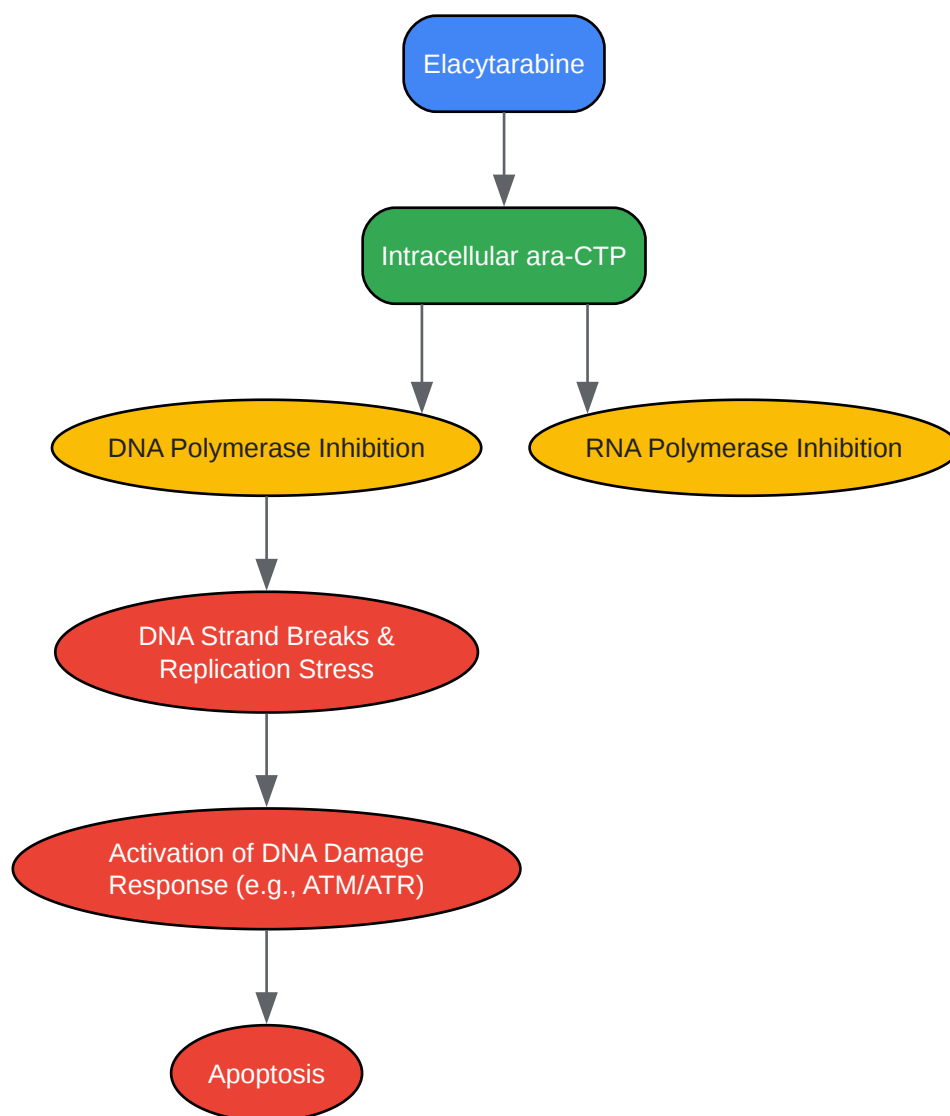 Elacytarabine
Intracellular ara-CTP
DNA Polymerase Inhibition
RNA Polymerase Inhibition
DNA Strand Breaks &
Replication Stress
Activation of DNA Damage
Response (e.g., ATM/ATR)
Apoptosis